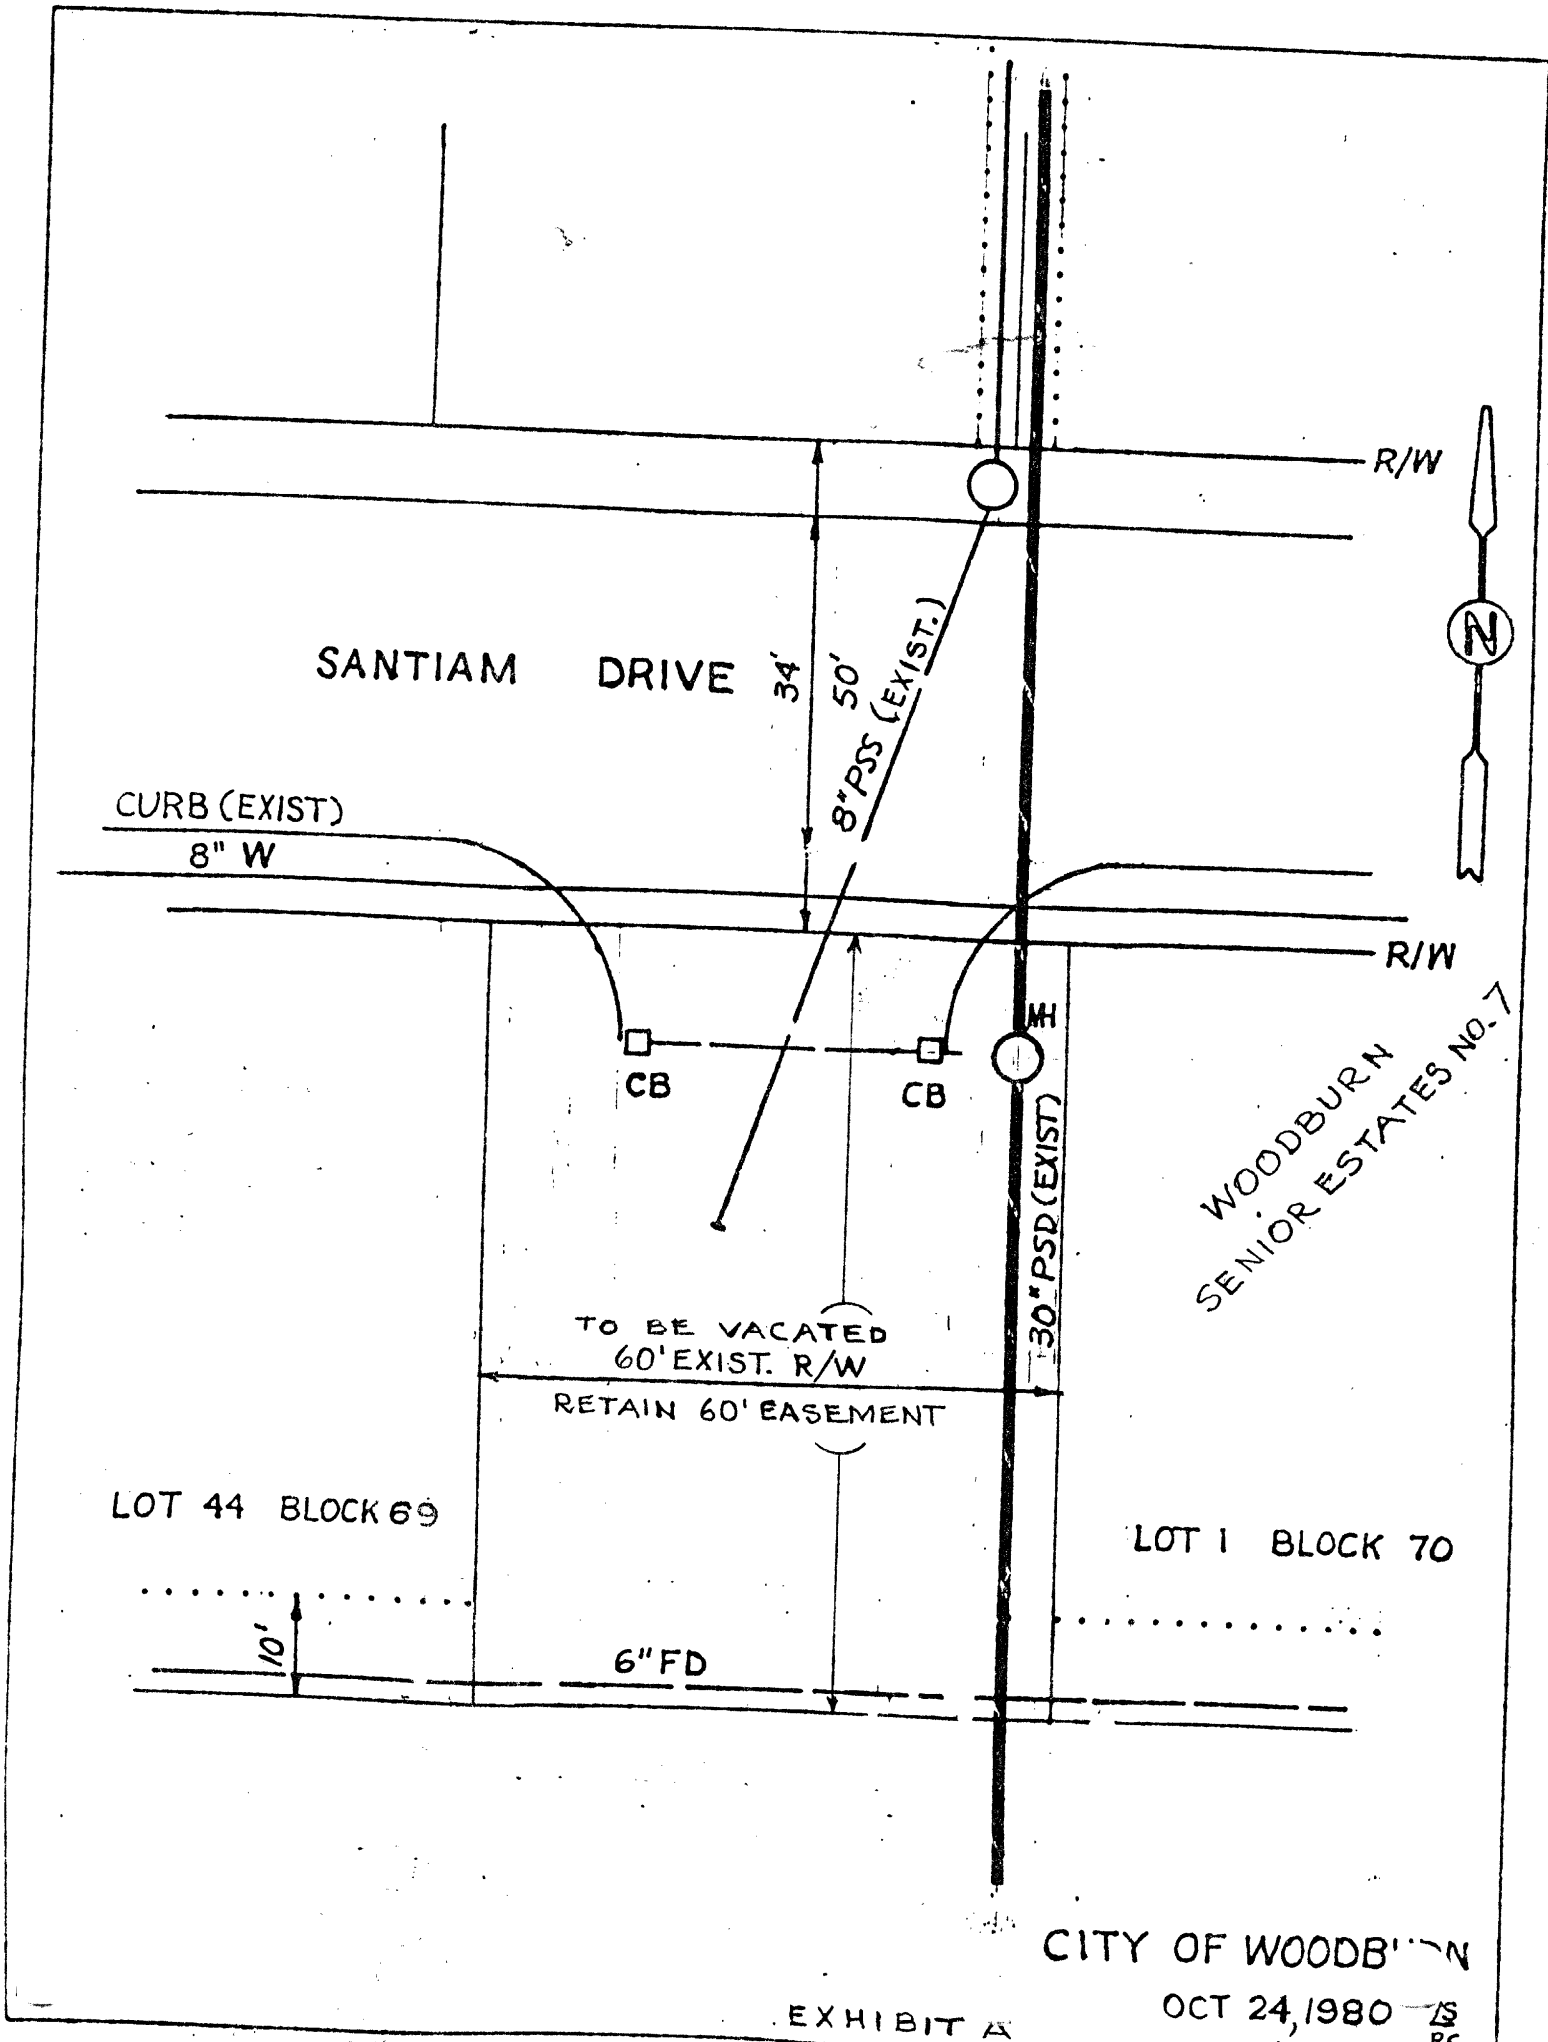 R/W
N
SANTIAM DRIVE
34'
50'
8" PSS (EXIST.)
CURB (EXIST)
8" W
R/W
MH
CB
CB
WOODBURN
SENIOR ESTATES NO. 7
30" PSD (EXIST)
TO BE VACATED
60' EXIST. R/W
RETAIN 60' EASEMENT
LOT 44 BLOCK 69
LOT 1 BLOCK 70
10'
6" FD
CITY OF
OCT 24, 1980
EXHIBIT A